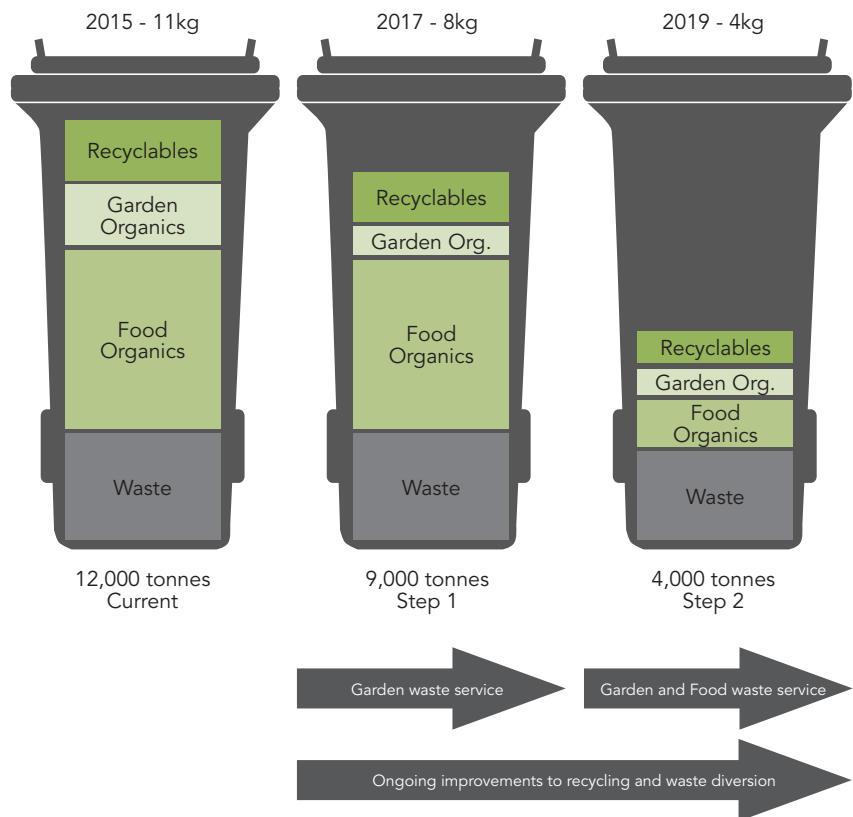 2015 - 11kg
2017 - 8kg
2019 - 4kg
Recyclables
Garden
Organics
Food
Organics
Waste
Recyclables
Garden Org.
Food
Organics
Waste
Recyclables
Garden Org.
Food
Organics
Waste
12,000 tonnes
Current
9,000 tonnes
Step 1
4,000 tonnes
Step 2
Garden waste service
Garden and Food waste service
Ongoing improvements to recycling and waste diversion